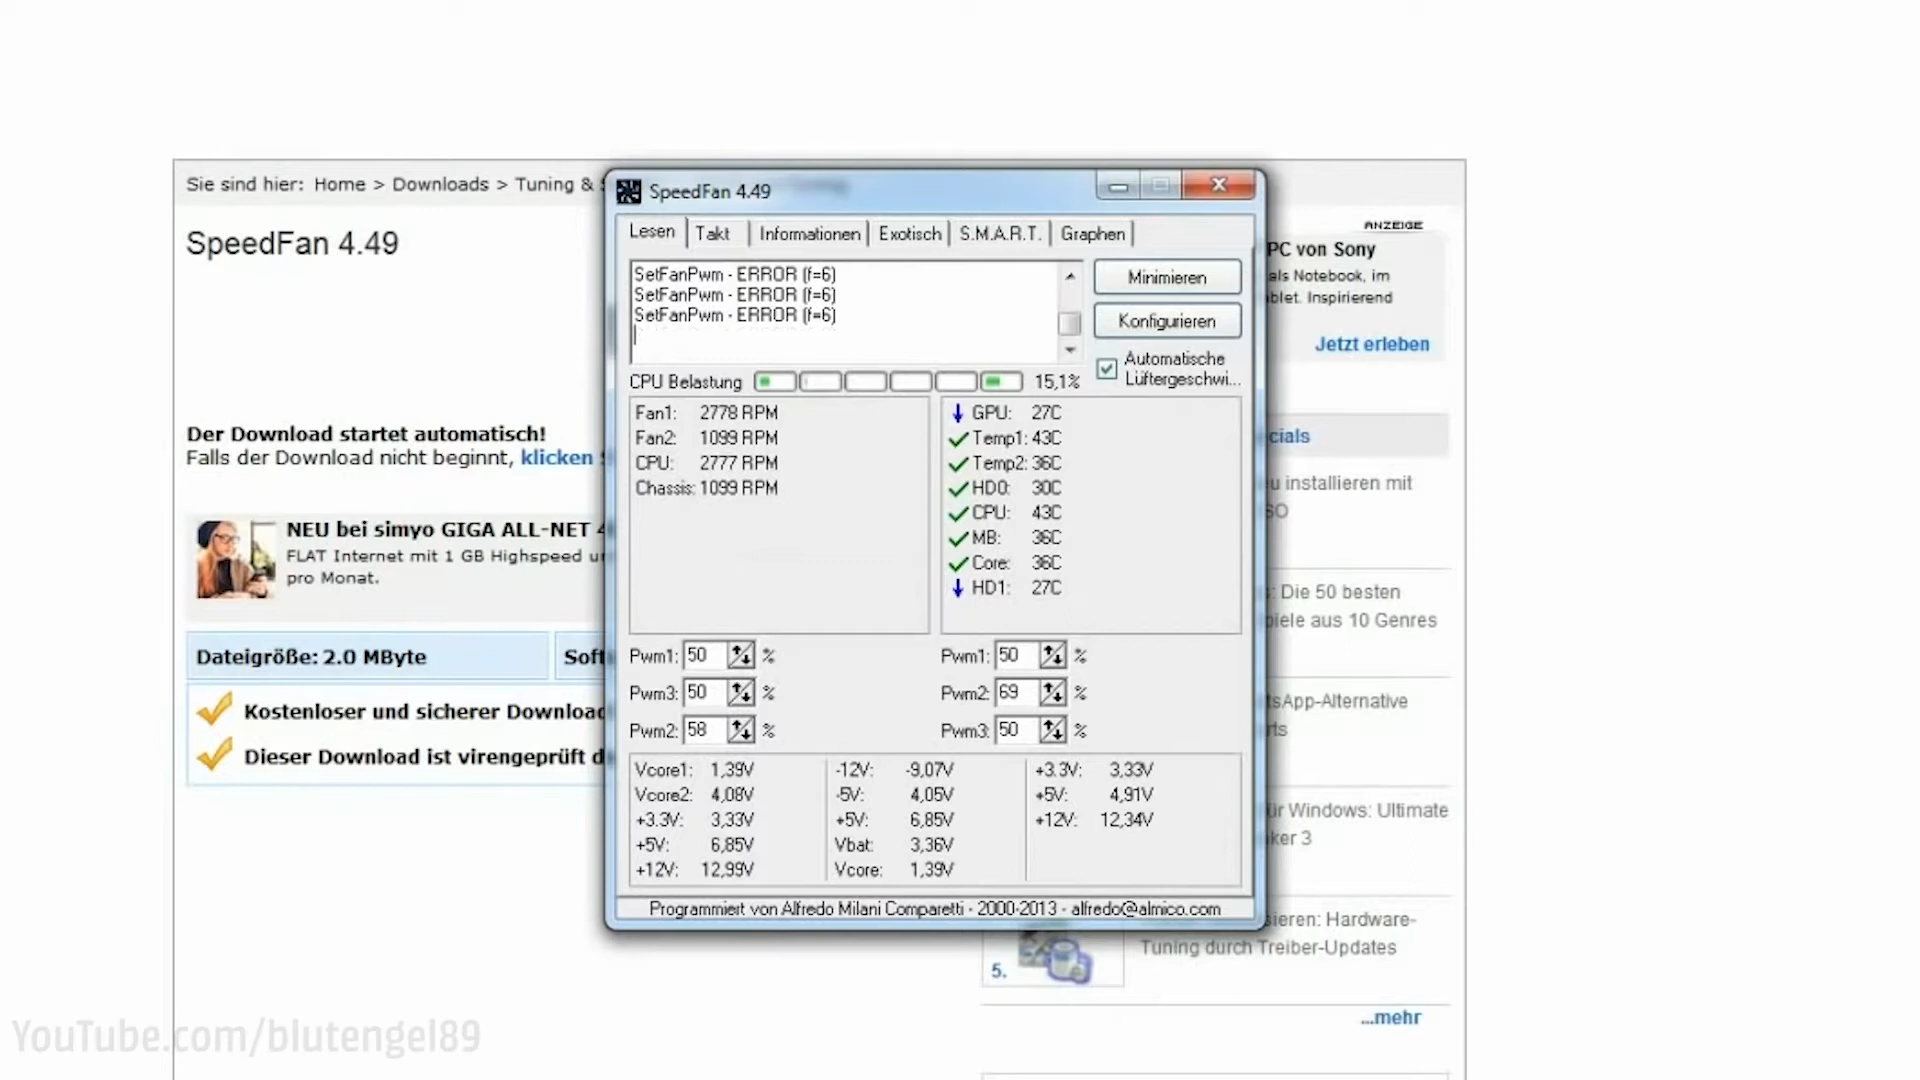 Sie sind hier: Home > Downloads > Tuning &
SpeedFan 4.49
Der Download startet automatisch!
Falls der Download nicht beginnt, klicken
NEU bei simyo GIGA ALL-NET
FLAT Internet mit 1 GB Highspeed
pro Monat.
Dateigröße: 2.0 MByte
Kostenloser und sicherer Download
Dieser Download ist virengeprüft
SpeedFan 4.49
Lesen Takt Informationen Exotisch S.M.A.R.T. Graphen
SetFanPwm - ERROR (f=6)
SetFanPwm - ERROR (f=6)
SetFanPwm - ERROR (f=6)
Minimieren
Konfigurieren
Automatische
Lüftergeschwi...
CPU Belastung 15,1%
Fan1: 2778 RPM
Fan2: 1099 RPM
CPU: 2777 RPM
Chassis: 1099 RPM
GPU: 27C
Temp1: 43C
Temp2: 36C
HD0: 30C
CPU: 43C
MB: 36C
Core: 36C
HD1: 27C
Pwm1: 50 %
Pwm3: 50 %
Pwm2: 58 %
Pwm1: 50 %
Pwm2: 69 %
Pwm3: 50 %
Vcore1: 1,39V
Vcore2: 4,08V
+3.3V: 3,33V
+5V: 6,85V
+12V: 12,99V
-12V: -9,07V
-5V: 4,05V
+5V: 6,85V
Vbat: 3,36V
Vcore: 1,39V
+3.3V: 3,33V
+5V: 4,91V
+12V: 12,34V
Programmiert von Alfredo Milani Comparetti - 2000-2013 - alfredo@almico.com
ANZEIGE
PC von Sony
als Notebook, im
Inspirierend
Jetzt erleben
installieren mit
Die 50 besten
aus 10 Genres
-Alternative
Windows: Ultimate
3
Hardware-
Tuning durch Treiber-Updates
5.
...mehr
YouTube.com/blutengel89